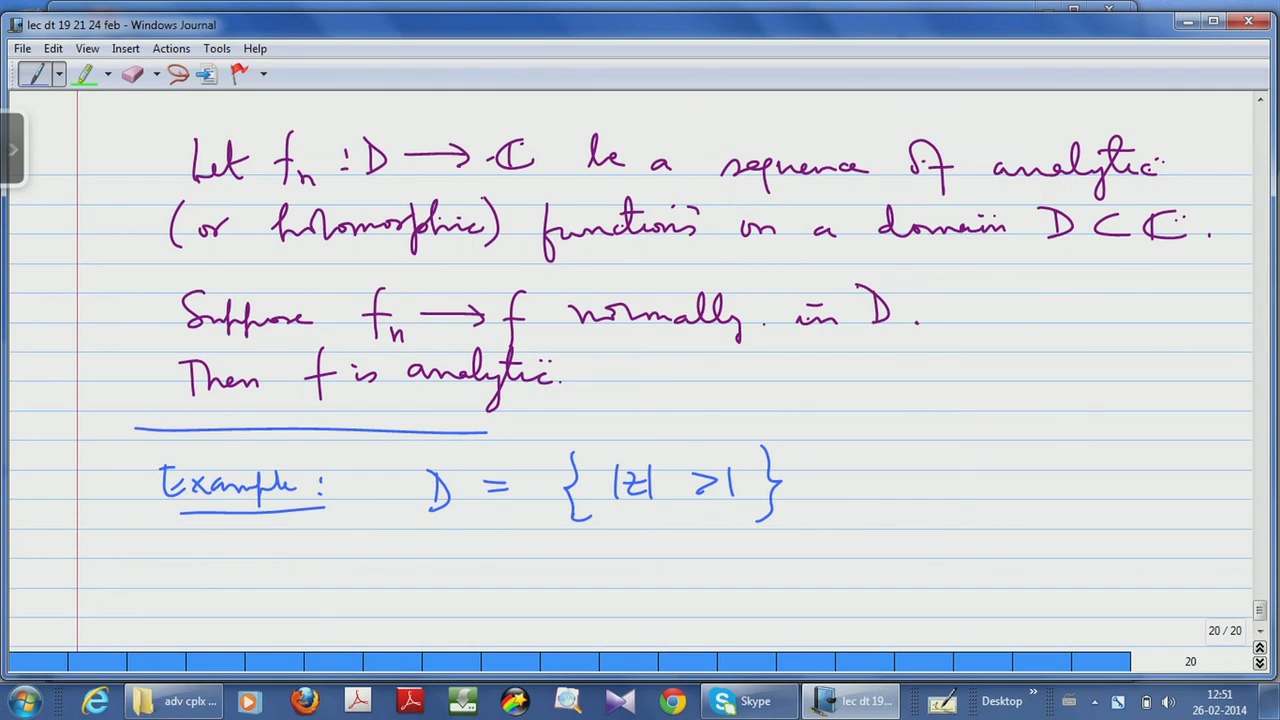 lec dt 19 21 24 feb - Windows Journal
File Edit View Insert Actions Tools Help
Let fₙ : D → ℂ be a sequence of analytic
(or holomorphic) functions on a domain D ⊂ ℂ.
Suppose fₙ → f normally in D.
Then f is analytic.
Example: D = { |z| > 1 }
20 / 20
20
adv cplx ... Skype lec dt 19... Desktop » 12:51
26-02-2014